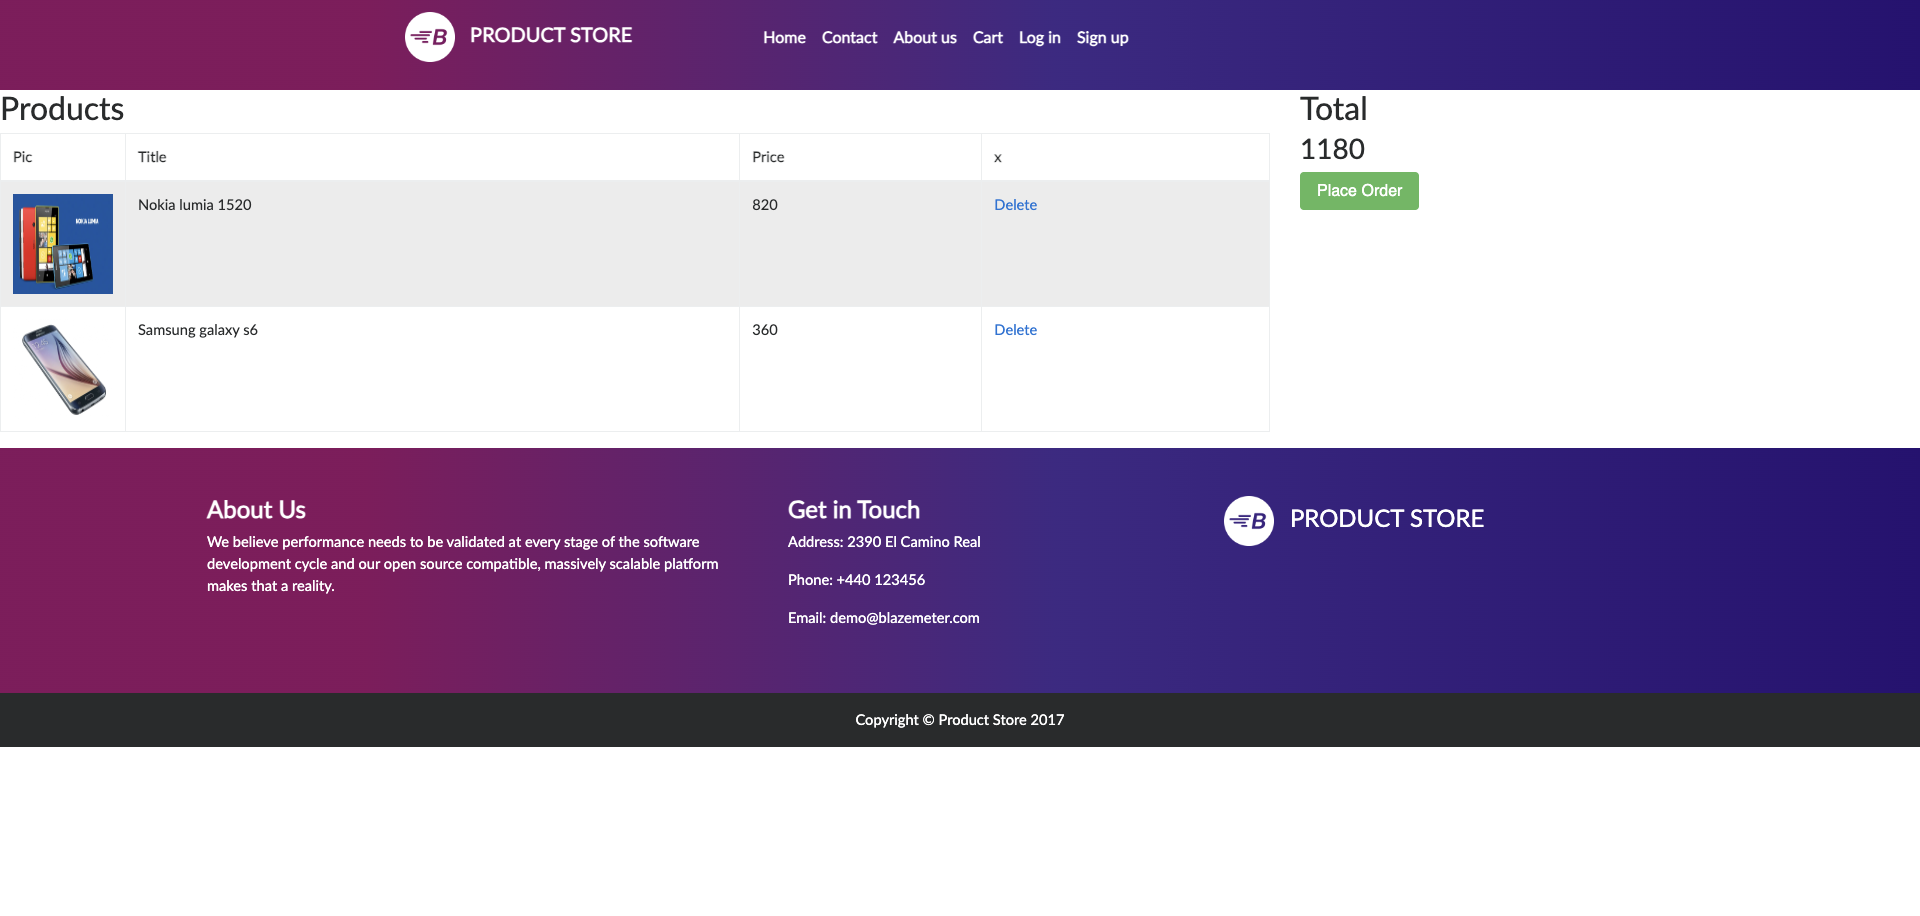 B PRODUCT STORE
Home Contact About us Cart Log in Sign up
Products
Pic Title Price x
NOKIA LUMIA
Nokia lumia 1520 820 Delete
Samsung galaxy s6 360 Delete
Total
1180
Place Order
About Us
We believe performance needs to be validated at every stage of the software
development cycle and our open source compatible, massively scalable platform
makes that a reality.
Get in Touch
Address: 2390 El Camino Real
Phone: +440 123456
Email: demo@blazemeter.com
B PRODUCT STORE
Copyright © Product Store 2017